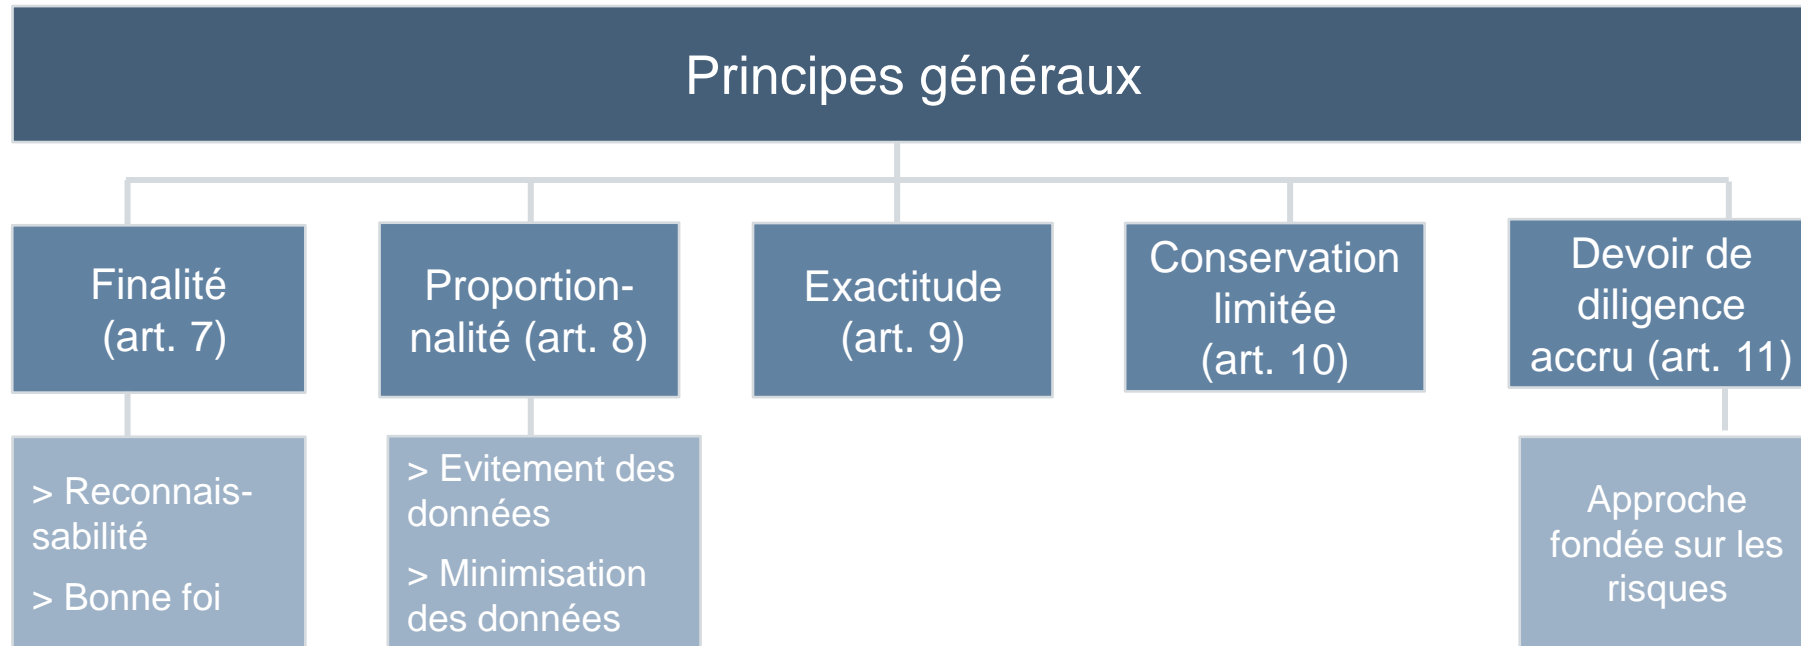 Principes généraux
Finalité
(art. 7)
Proportion-
nalité (art. 8)
Exactitude
(art. 9)
Conservation
limitée
(art. 10)
Devoir de
diligence
accru (art. 11)
> Reconnais-
sabilité
> Bonne foi
> Evitement des
données
> Minimisation
des données
Approche
fondée sur les
risques